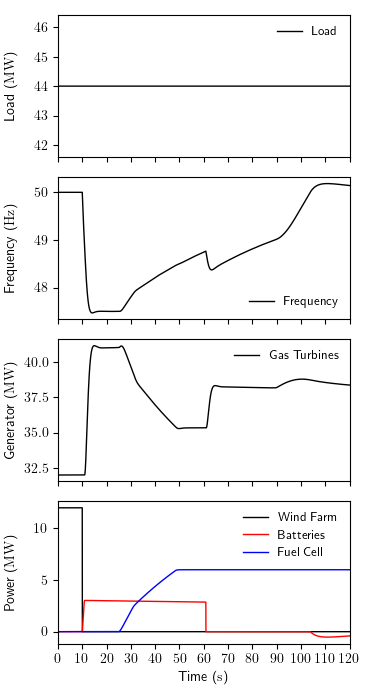 46
45
44
43
42
Load (MW)
Load
50
49
48
Frequency (Hz)
Frequency
40.0
37.5
35.0
32.5
Generator (MW)
Gas Turbines
10
5
0
Power (MW)
Wind Farm
Batteries
Fuel Cell
0 10 20 30 40 50 60 70 80 90 100 110 120
Time (s)